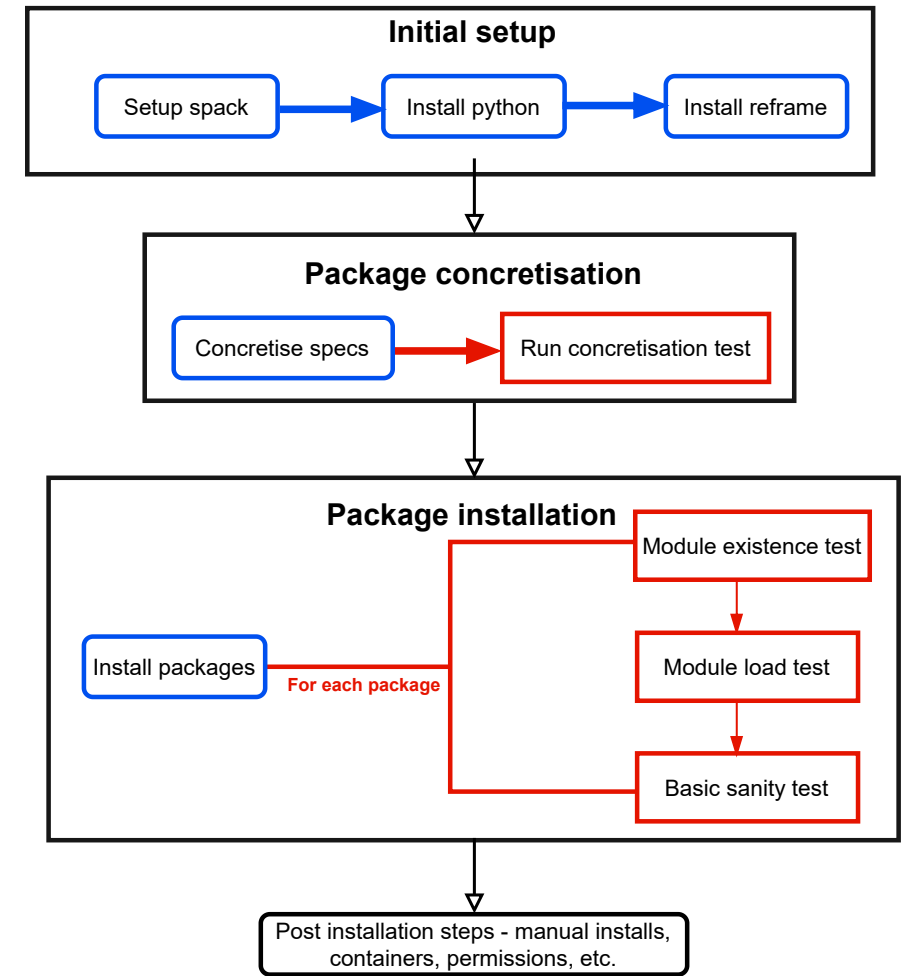 Initial setup
Setup spack
Install python
Install reframe
Package concretisation
Concretise specs
Run concretisation test
Package installation
Module existence test
Install packages
For each package
Module load test
Basic sanity test
Post installation steps - manual installs,
containers, permissions, etc.